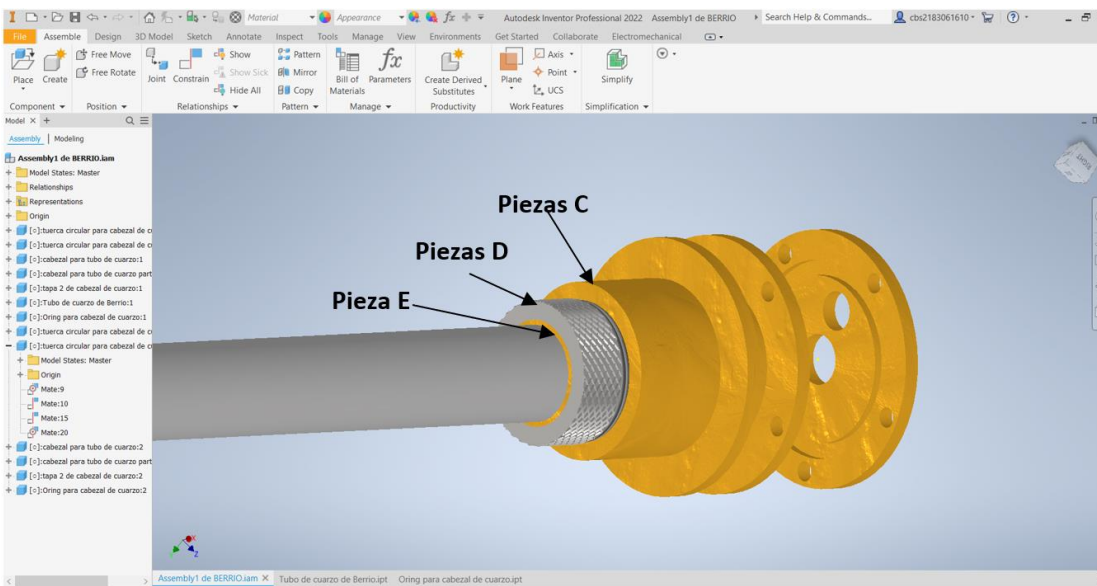 Material
Appearance
Autodesk Inventor Professional 2022 Assembly1 de BERRIO
Search Help & Commands...
cbs2183061610
File Assemble Design 3D Model Sketch Annotate Inspect Tools Manage View Environments Get Started Collaborate Electromechanical
Place
Create
Free Move
Free Rotate
Joint
Constrain
Show
Show Sick
Hide All
Pattern
Mirror
Copy
Bill of
Materials
fx
Parameters
Create Derived
Substitutes
Plane
Axis
Point
UCS
Simplify
Component Position Relationships Pattern Manage Productivity Work Features Simplification
Model × +
Assembly | Modeling
Assembly1 de BERRIO.iam
Model States: Master
Relationships
Representations
Origin
[▫]:tuerca circular para cabezal de c
[▫]:tuerca circular para cabezal de c
[▫]:cabezal para tubo de cuarzo:1
[▫]:cabezal para tubo de cuarzo part
[▫]:tapa 2 de cabezal de cuarzo:1
[▫]:Tubo de cuarzo de Berrio:1
[▫]:Oring para cabezal de cuarzo:1
[▫]:tuerca circular para cabezal de c
[▫]:tuerca circular para cabezal de c
Model States: Master
Origin
Mate:9
Mate:10
Mate:15
Mate:20
[▫]:cabezal para tubo de cuarzo:2
[▫]:cabezal para tubo de cuarzo part
[▫]:tapa 2 de cabezal de cuarzo:2
[▫]:Oring para cabezal de cuarzo:2
Piezas C
Piezas D
Pieza E
RIGHT
x
Z
Assembly1 de BERRIO.iam × Tubo de cuarzo de Berrio.ipt Oring para cabezal de cuarzo.ipt